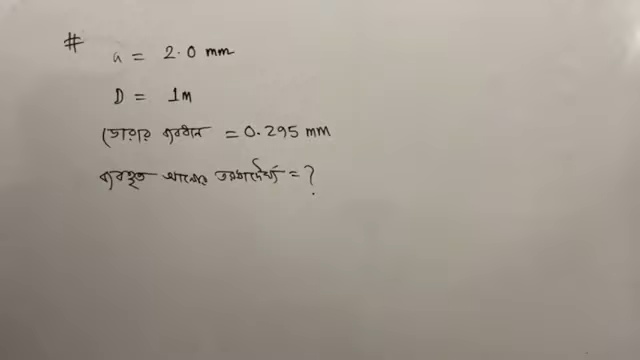 # a = 2.0 mm
D = 1m
ডোরার ব্যবধান = 0.295 mm
ব্যবহৃত আলোর তরঙ্গদৈর্ঘ্য = ?